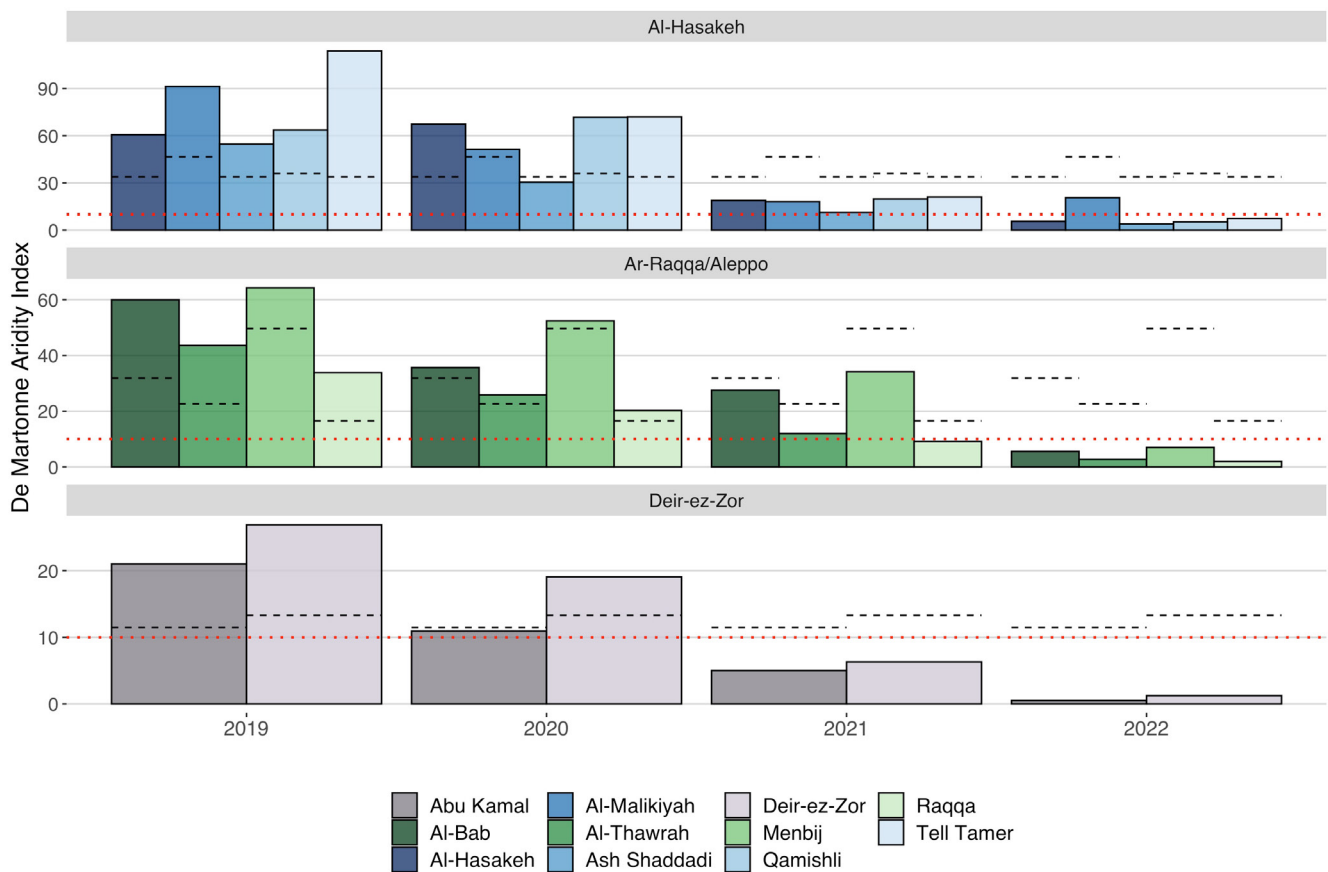 Al-Hasakeh
90
60
30
0
Ar-Raqqa/Aleppo
60
40
20
0
Deir-ez-Zor
20
10
0
De Martonne Aridity Index
2019 2020 2021 2022
Abu Kamal Al-Malikiyah Deir-ez-Zor Raqqa
Al-Bab Al-Thawrah Menbij Tell Tamer
Al-Hasakeh Ash Shaddadi Qamishli